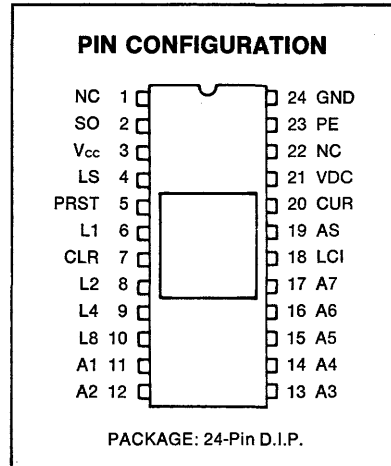 PIN CONFIGURATION
NC 1 24 GND
SO 2 23 PE
Vcc 3 22 NC
LS 4 21 VDC
PRST 5 20 CUR
L1 6 19 AS
CLR 7 18 LCI
L2 8 17 A7
L4 9 16 A6
L8 10 15 A5
A1 11 14 A4
A2 12 13 A3
PACKAGE: 24-Pin D.I.P.